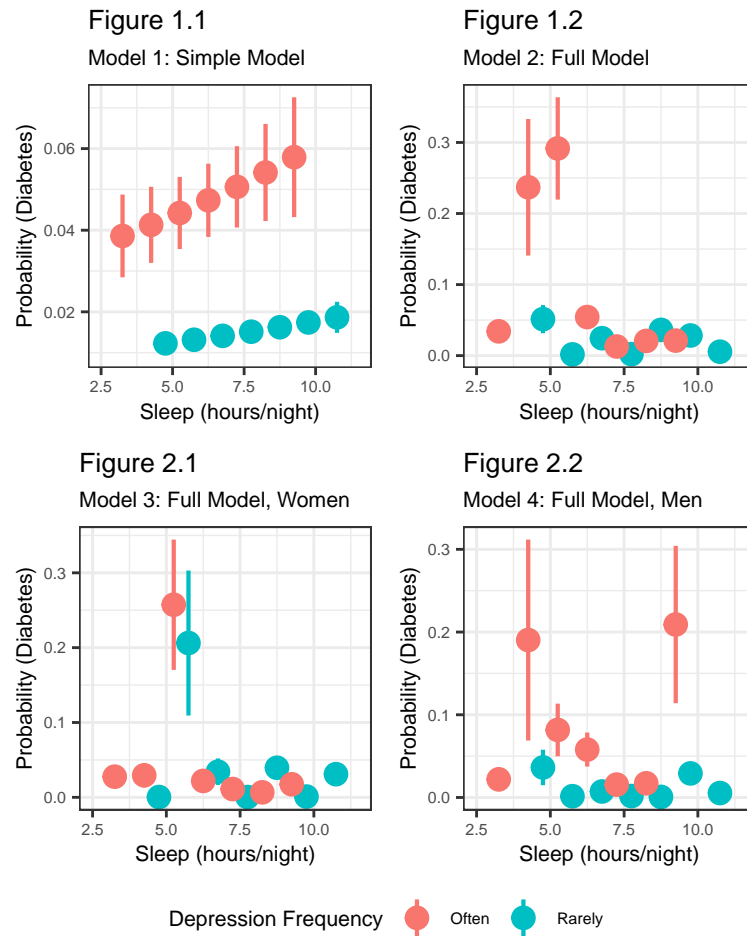 Figure 1.1
Model 1: Simple Model
Probability (Diabetes)
0.06
0.04
0.02
2.5 5.0 7.5 10.0
Sleep (hours/night)
Figure 1.2
Model 2: Full Model
Probability (Diabetes)
0.3
0.2
0.1
0.0
2.5 5.0 7.5 10.0
Sleep (hours/night)
Figure 2.1
Model 3: Full Model, Women
Probability (Diabetes)
0.3
0.2
0.1
0.0
2.5 5.0 7.5 10.0
Sleep (hours/night)
Figure 2.2
Model 4: Full Model, Men
Probability (Diabetes)
0.3
0.2
0.1
0.0
2.5 5.0 7.5 10.0
Sleep (hours/night)
Depression Frequency Often Rarely